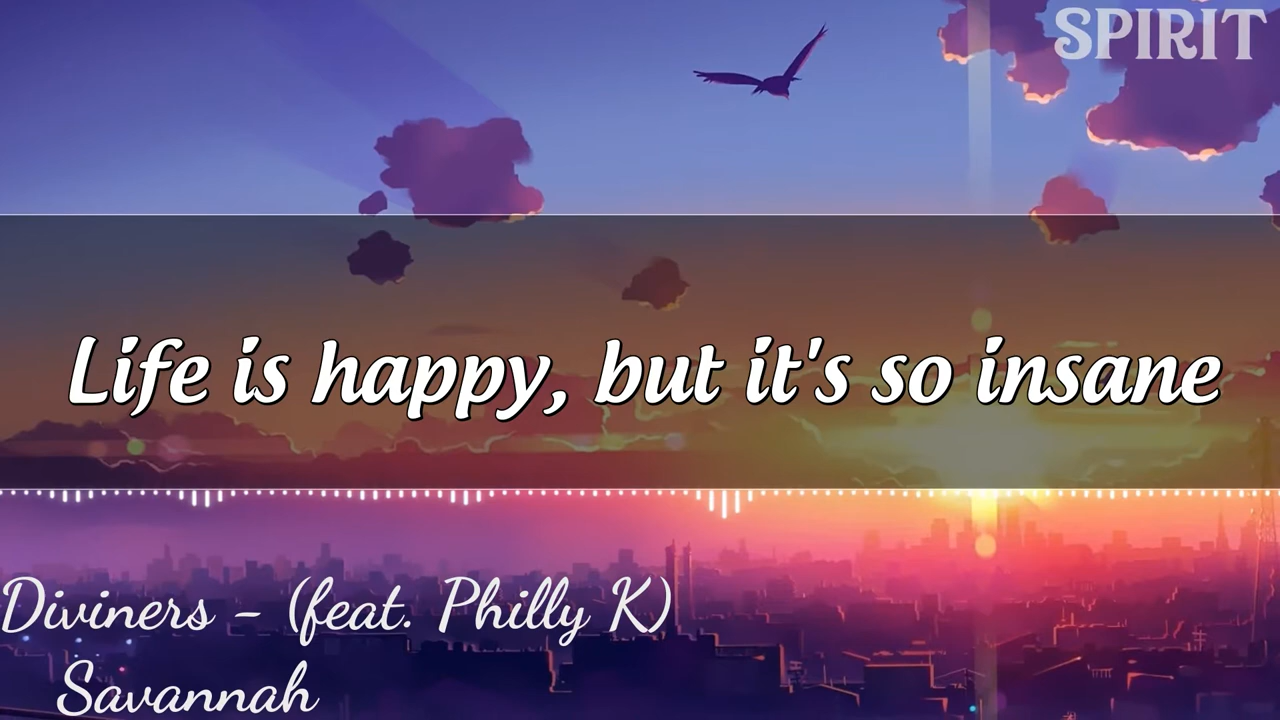 SPIRIT
Life is happy, but it's so insane
Diviners - (feat. Philly K)
Savannah